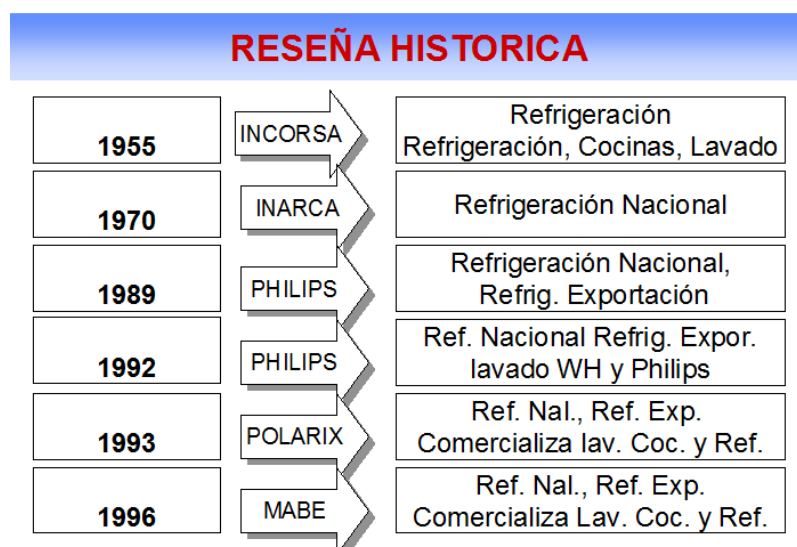 RESEÑA HISTORICA
1955
INCORSA
Refrigeración
Refrigeración, Cocinas, Lavado
1970
INARCA
Refrigeración Nacional
1989
PHILIPS
Refrigeración Nacional,
Refrig. Exportación
1992
PHILIPS
Ref. Nacional Refrig. Expor.
lavado WH y Philips
1993
POLARIX
Ref. Nal., Ref. Exp.
Comercializa lav. Coc. y Ref.
1996
MABE
Ref. Nal., Ref. Exp.
Comercializa Lav. Coc. y Ref.